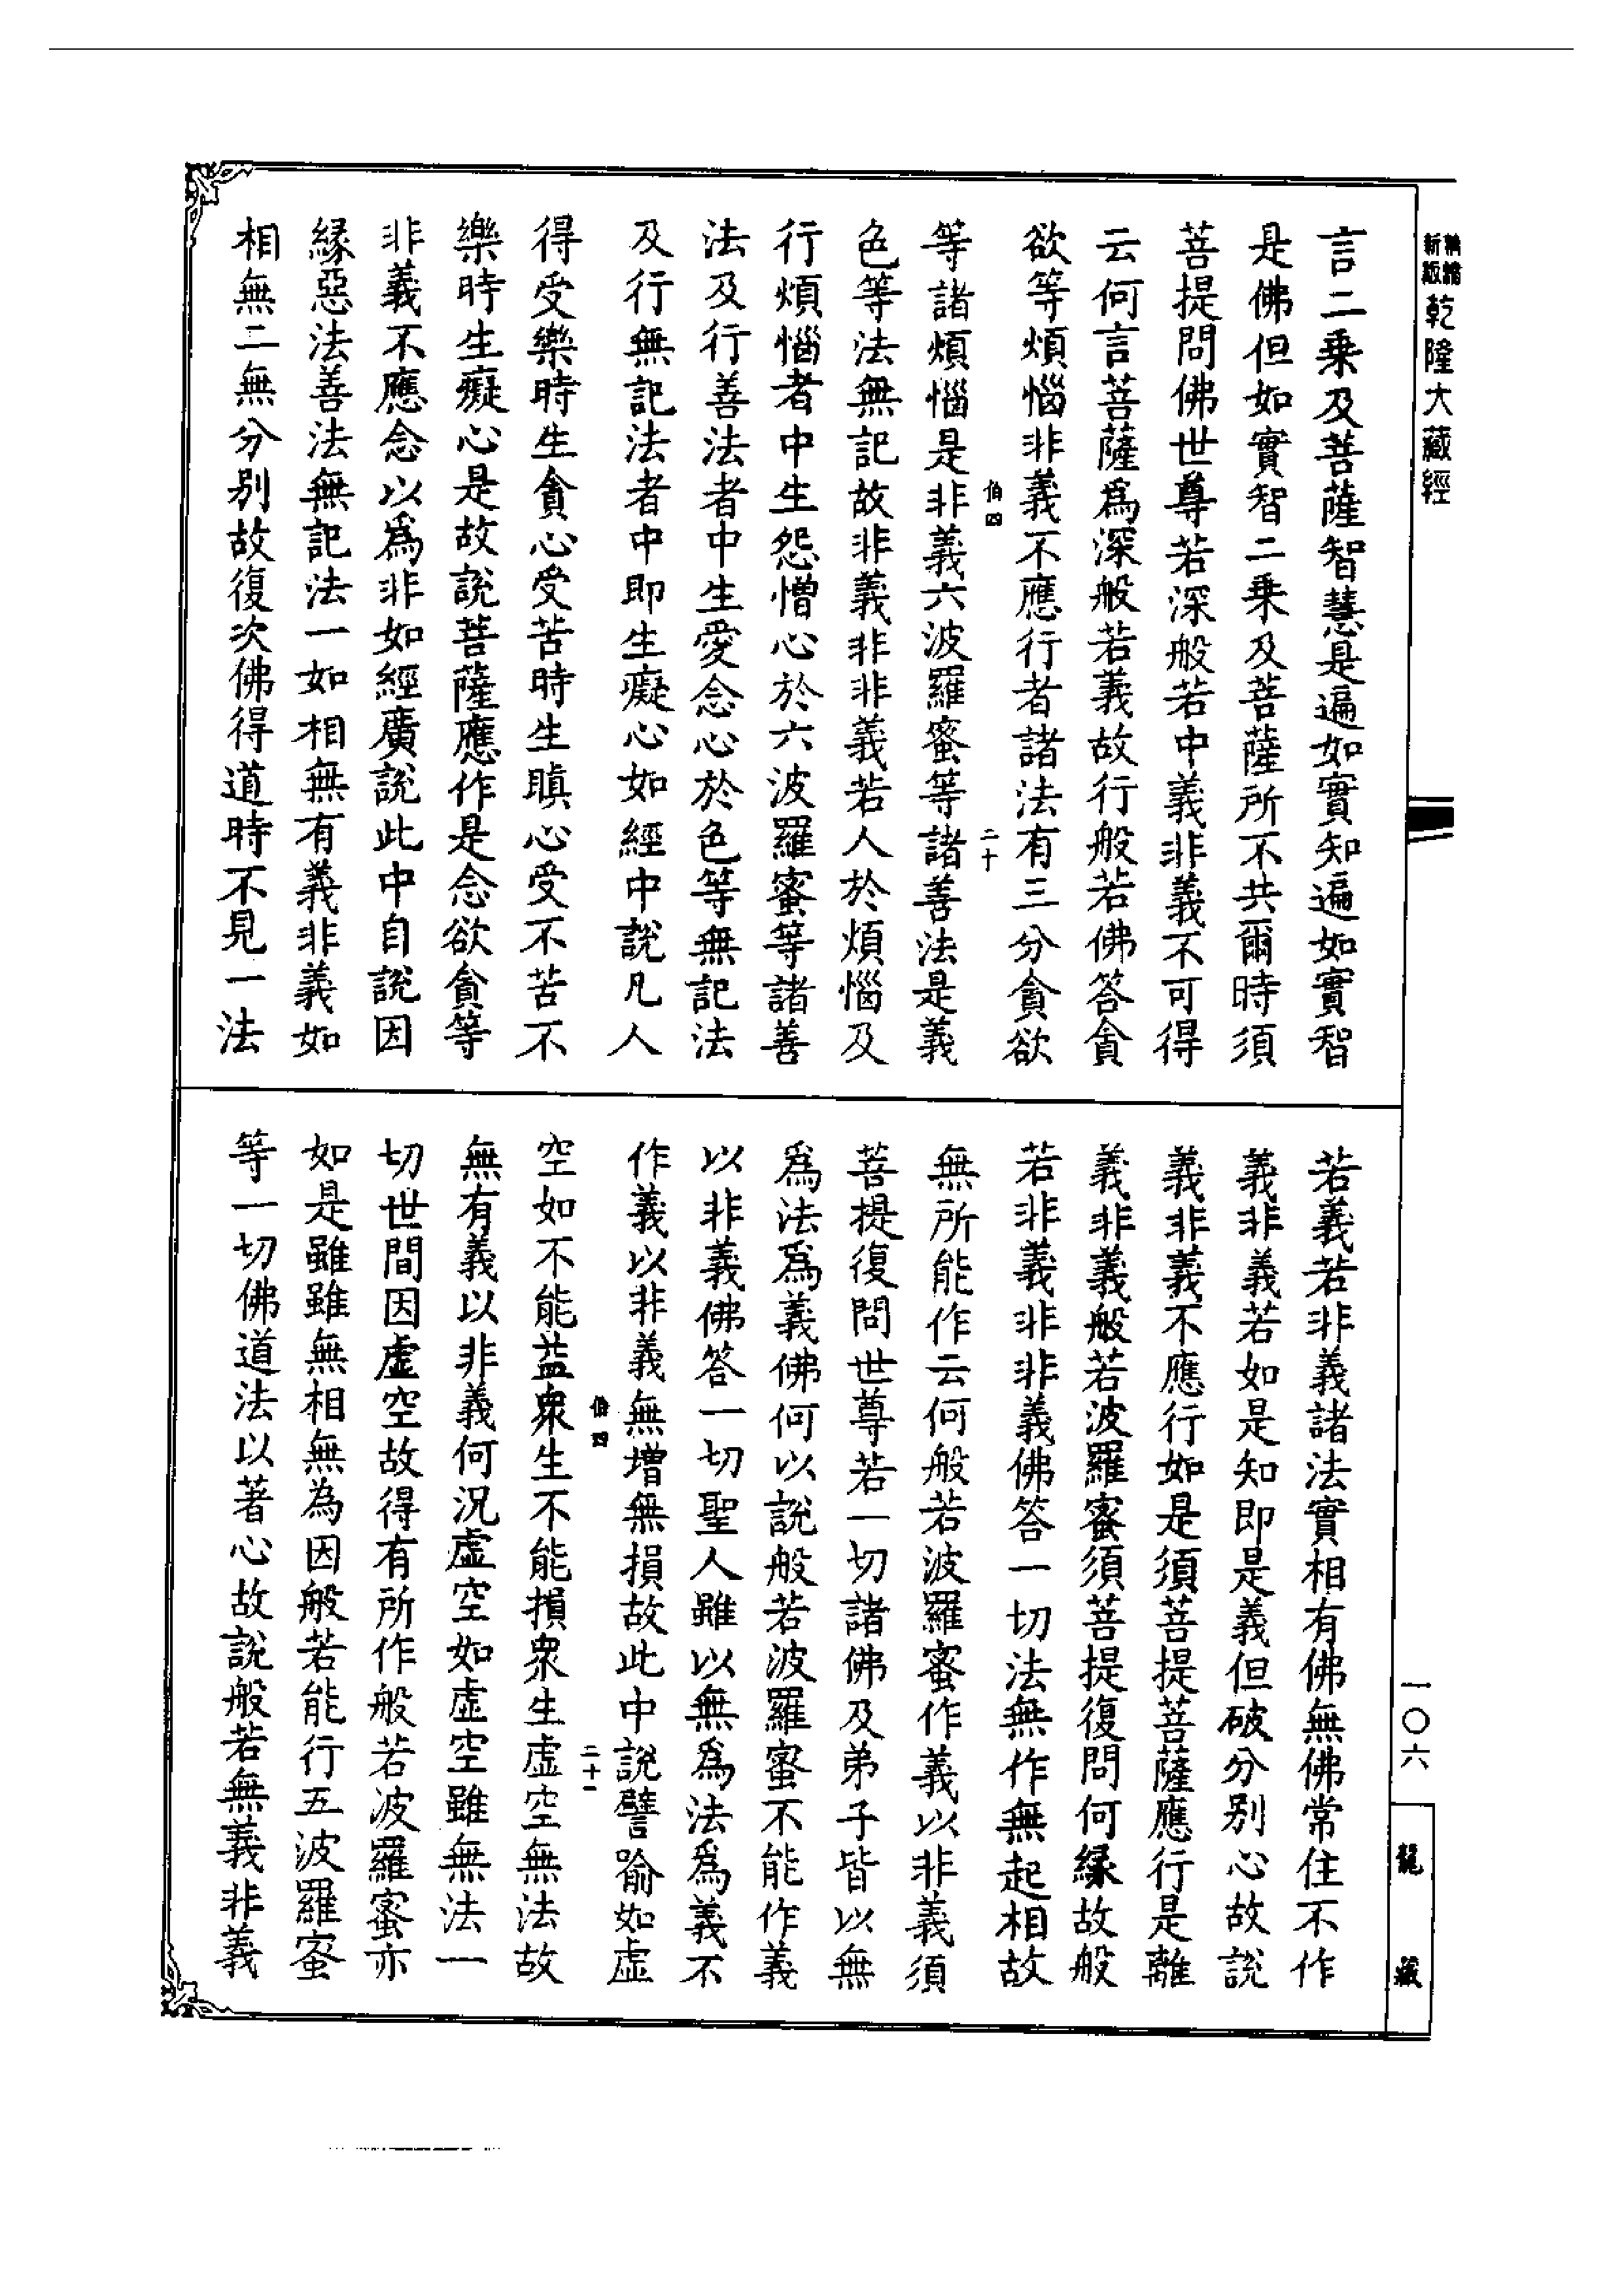 新版
乾隆大藏經
言二乗及菩薩智慧是遍如實知遍如實智
是佛但如實智二乗及菩薩所不共爾時須
菩提問佛世尊若深般若中義非義不可得
云何言菩薩爲深般若義故行般若佛答貪
欲等煩惱非義不應行者諸法有三分貪欲
伯四
二十
等諸煩惱是非義六波羅蜜等諸善法是義
色等法無記故非義非非義若人於煩惱及
行煩惱者中生怨憎心於六波羅蜜等諸善
法及行善法者中生愛念心於色等無記法
及行無記法者中即生癡心如經中說凡人
得受樂時生貪心受苦時生瞋心受不苦不
樂時生癡心是故說菩薩應作是念欲貪等
非義不應念以爲非如經廣說此中自說因
緣惡法善法無記法一如相無有義非義如
相無二無分別故復次佛得道時不見一法
若義若非義諸法實相有佛無佛常住不作
義非義若如是知即是義但破分別心故說
義非義不應行如是須菩提菩薩應行是離
義非義般若波羅蜜須菩提復問何緣故般
若非義非非義佛答一切法無作無起相故
無所能作云何般若波羅蜜作義以非義須
菩提復問世尊若一切諸佛及弟子皆以無
爲法爲義佛何以說般若波羅蜜不能作義
以非義佛答一切聖人雖以無爲法爲義不
作義以非義無增無損故此中說譬喻如虛
伯四
二十一
空如不能益衆生不能損衆生虛空無法故
無有義以非義何況虛空如虛空雖無法一
切世間因虛空故得有所作般若波羅蜜亦
如是雖雖無相無為因般若能行五波羅蜜
等一切佛道法以著心故說般若無義非義
一〇六
龍藏